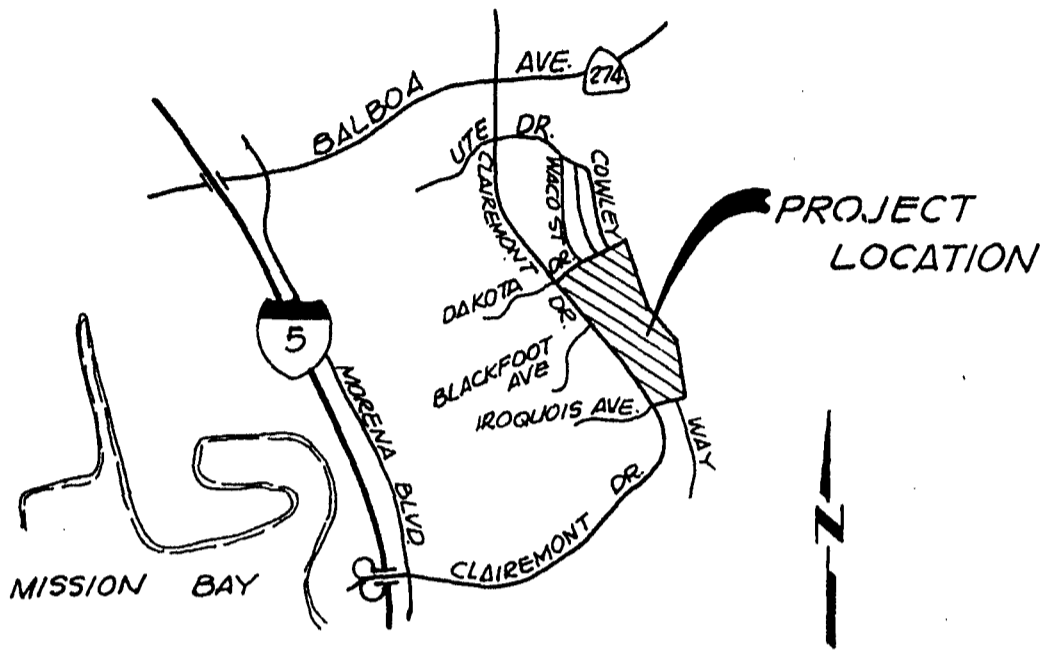 BALBOA AVE.
274
UTE DR.
CLAIREMONT DR.
WACO ST
COWLEY WAY
DAKOTA DR.
PROJECT
LOCATION
BLACKFOOT
AVE
IROQUOIS AVE.
5
MORENA BLVD.
CLAIREMONT DR.
MISSION BAY
N